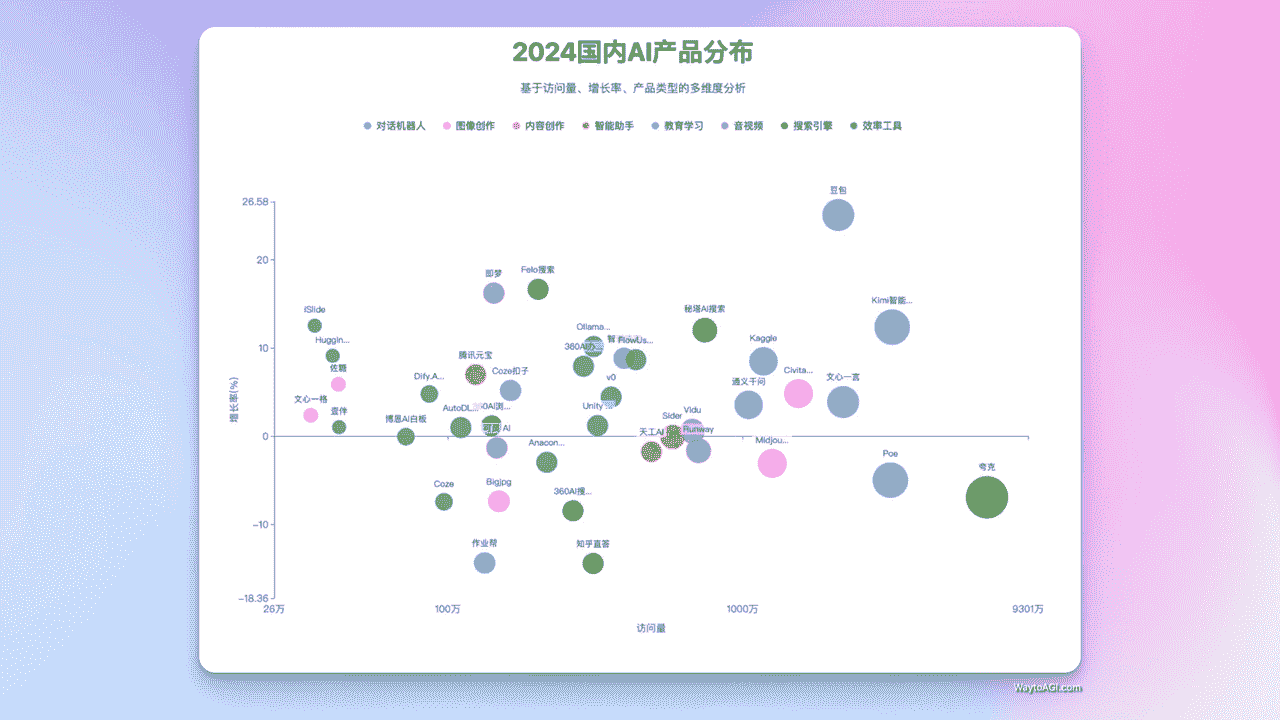 2024国内AI产品分布
基于访问量、增长率、产品类型的多维度分析
对话机器人 图像创作 内容创作 智能助手 教育学习 音视频 搜索引擎 效率工具
豆包
26.58
20
即梦 Felo搜索
Kimi智能...
iSlide 秘塔AI搜索
Ollama...
Huggin... 360AI 智 FlowUs... Kaggle
10
腾讯元宝
佐糖 Dify.A... Coze扣子 v0 Civita...
通义千问 文心一言
增长率(%)
文心一格 壹伴 AutoDL... 0AI浏... Unity
博思AI白板 可灵 AI Sider Vidu
天工AI Runway
0
Anacon... Midjou...
Poe 夸克
Coze Bigjpg 360AI搜...
-10
作业帮 知乎直答
-18.36
26万 100万 1000万 9301万
访问量
WaytoAGI.com